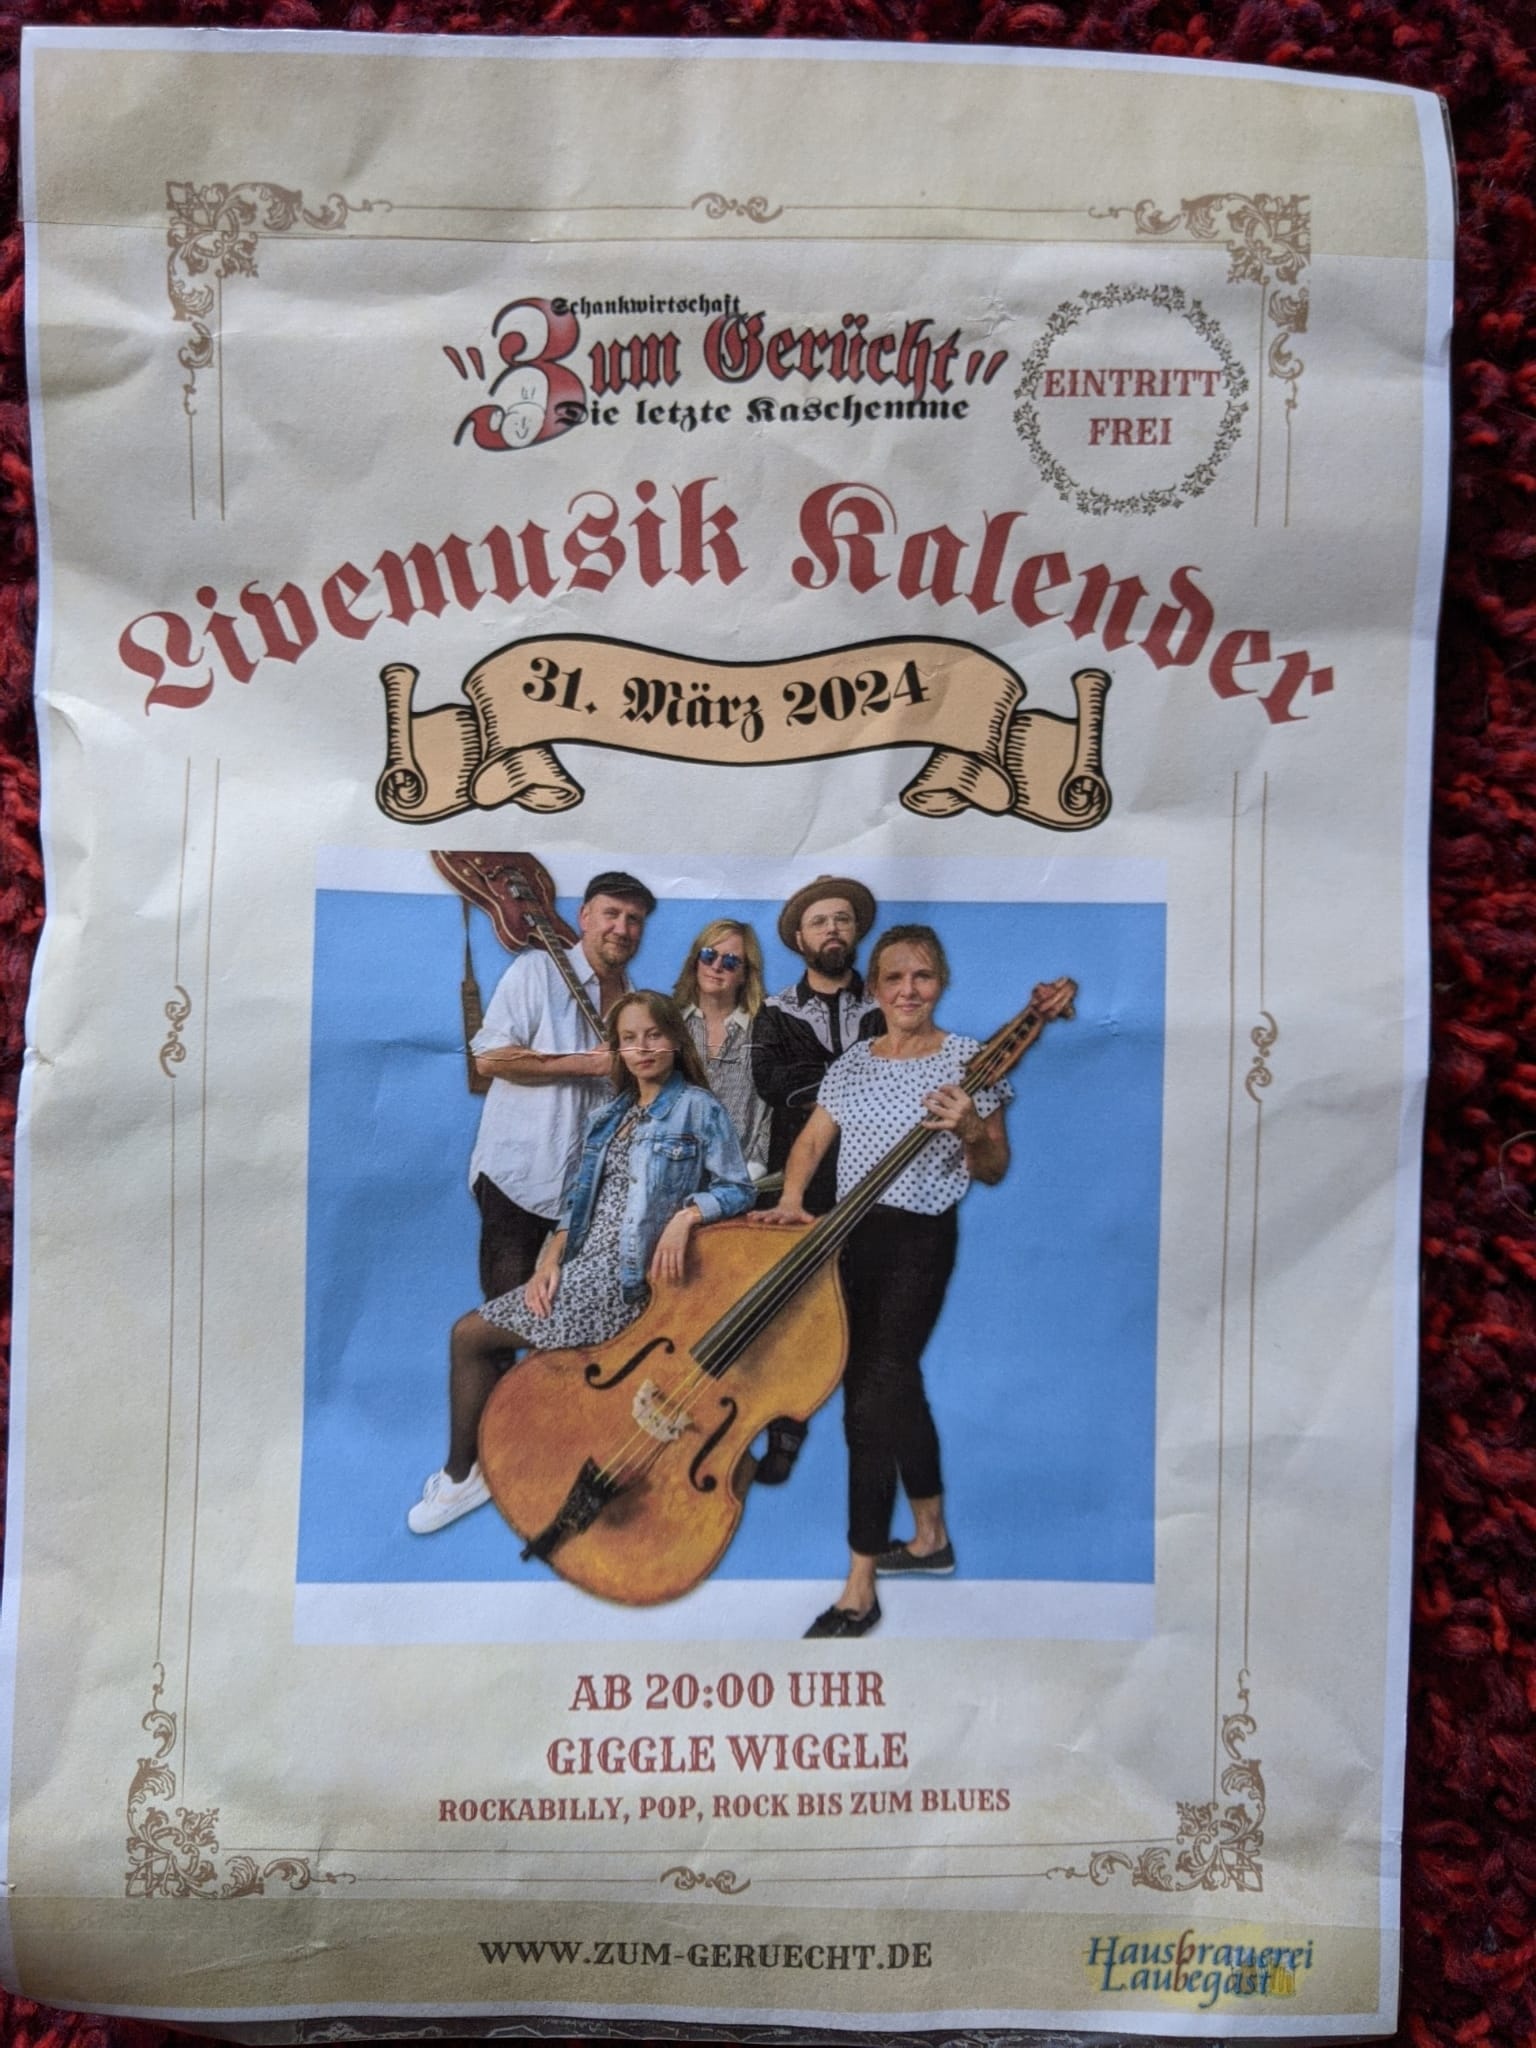 Schankwirtschaft
"Zum Gerücht"
Die letzte Kaschemme
EINTRITT
FREI
Livemusik Kalender
31. März 2024
AB 20:00 UHR
GIGGLE WIGGLE
ROCKABILLY, POP, ROCK BIS ZUM BLUES
WWW.ZUM-GERUECHT.DE
Hausbrauerei
Laubegast